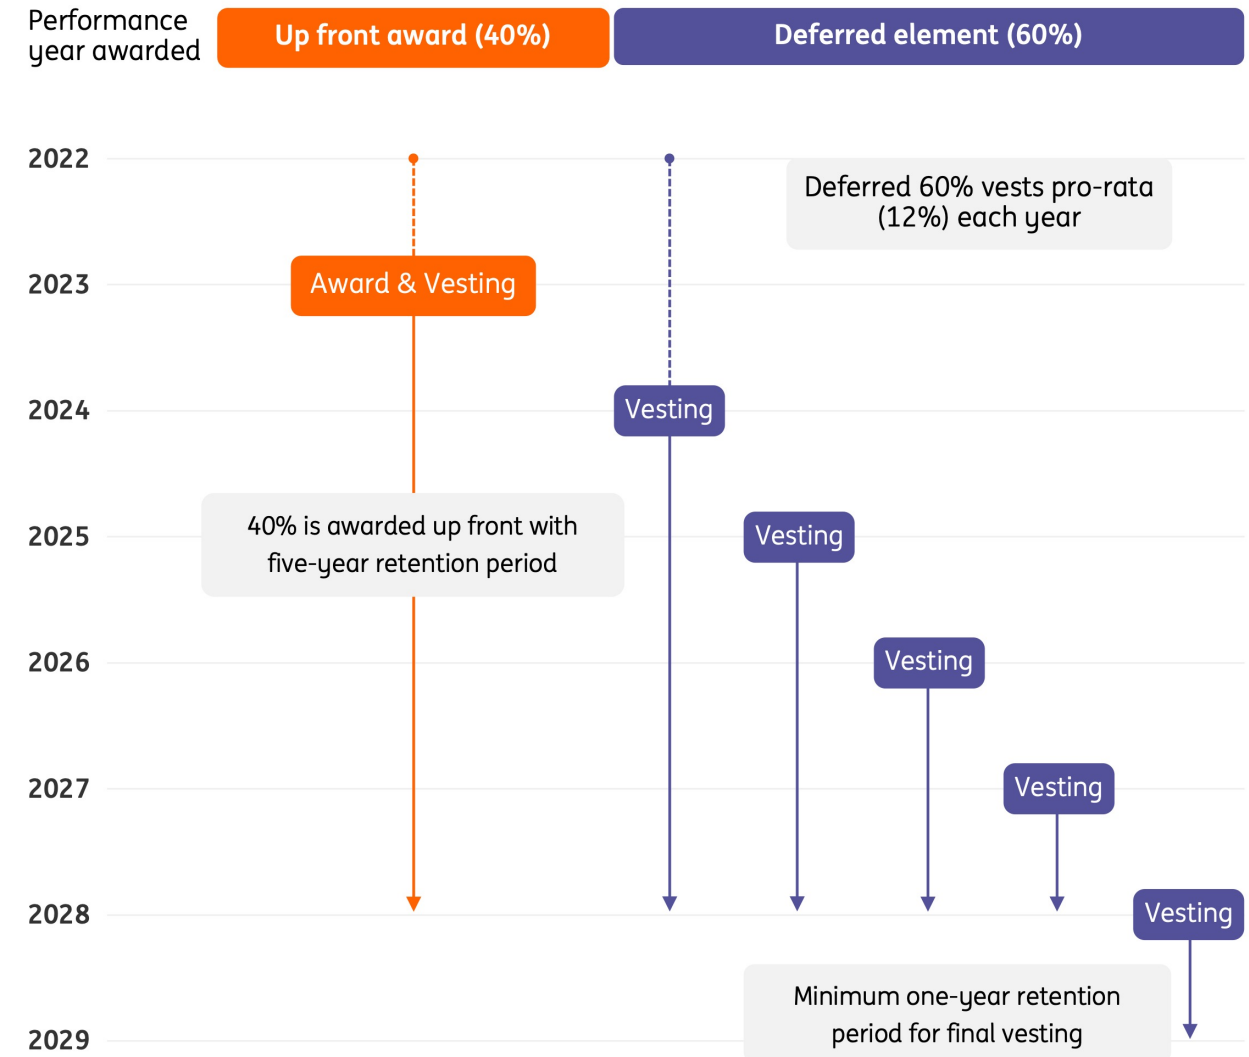 Performance
year awarded
Up front award (40%)
Deferred element (60%)
2022
Deferred 60% vests pro-rata
(12%) each year
2023
Award & Vesting
2024
Vesting
40% is awarded up front with
five-year retention period
2025
Vesting
2026
Vesting
2027
Vesting
2028
Vesting
Minimum one-year retention
period for final vesting
2029